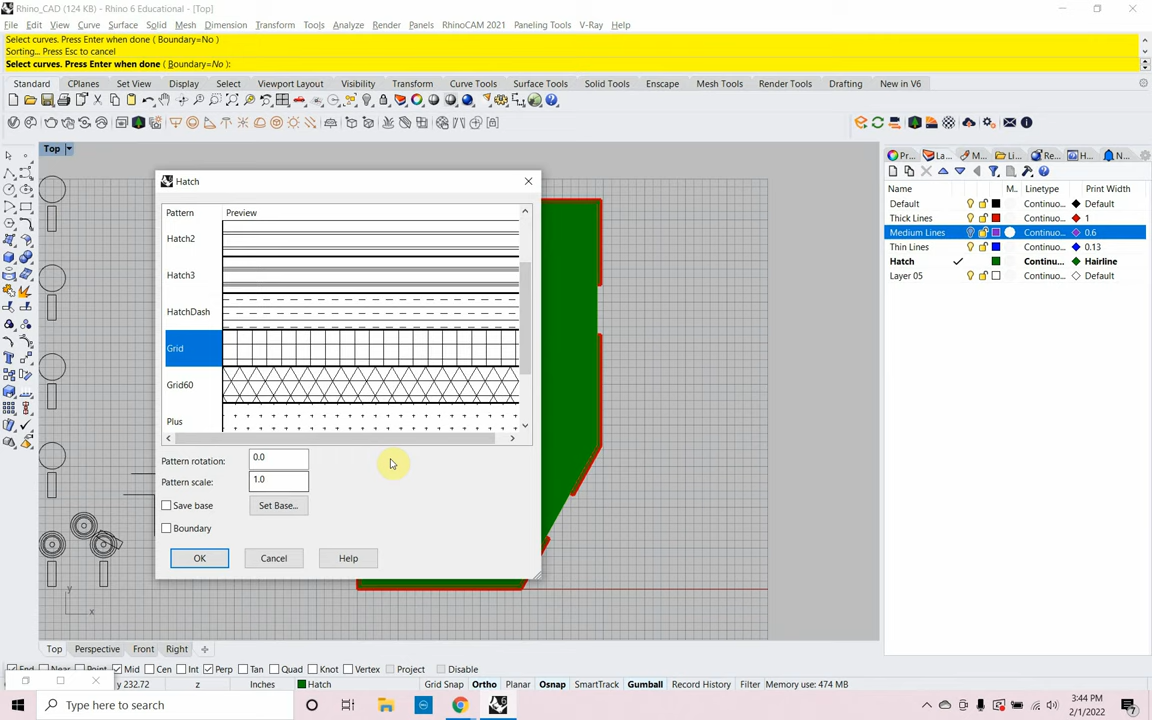 Rhino_CAD (124 KB) - Rhino 6 Educational - [Top]
File Edit View Curve Surface Solid Mesh Dimension Transform Tools Analyze Render Panels RhinoCAM 2021 Paneling Tools V-Ray Help
Select curves. Press Enter when done ( Boundary=No )
Sorting... Press Esc to cancel
Select curves. Press Enter when done ( Boundary=No ):
Standard CPlanes Set View Display Select Viewport Layout Visibility Transform Curve Tools Surface Tools Solid Tools Enscape Mesh Tools Render Tools Drafting New in V6
Top
Pr... La... M... Li... Re... H... N...
Hatch
Name M.. Linetype Print Width
Pattern Preview
Default Continuo... Default
Thick Lines Continuo... 1
Medium Lines Continuo... 0.6
Thin Lines Continuo... 0.13
Hatch Continu... Hairline
Layer 05 Continuo... Default
Hatch2
Hatch3
HatchDash
Grid
Grid60
Plus
Pattern rotation: 0.0
Pattern scale: 1.0
Save base Set Base...
Boundary
OK Cancel Help
y
x
Top Perspective Front Right
End Near Point Mid Cen Int Perp Tan Quad Knot Vertex Project Disable
y 232.72 z Inches Hatch Grid Snap Ortho Planar Osnap SmartTrack Gumball Record History Filter Memory use: 474 MB
Type here to search
3:44 PM
2/1/2022
7